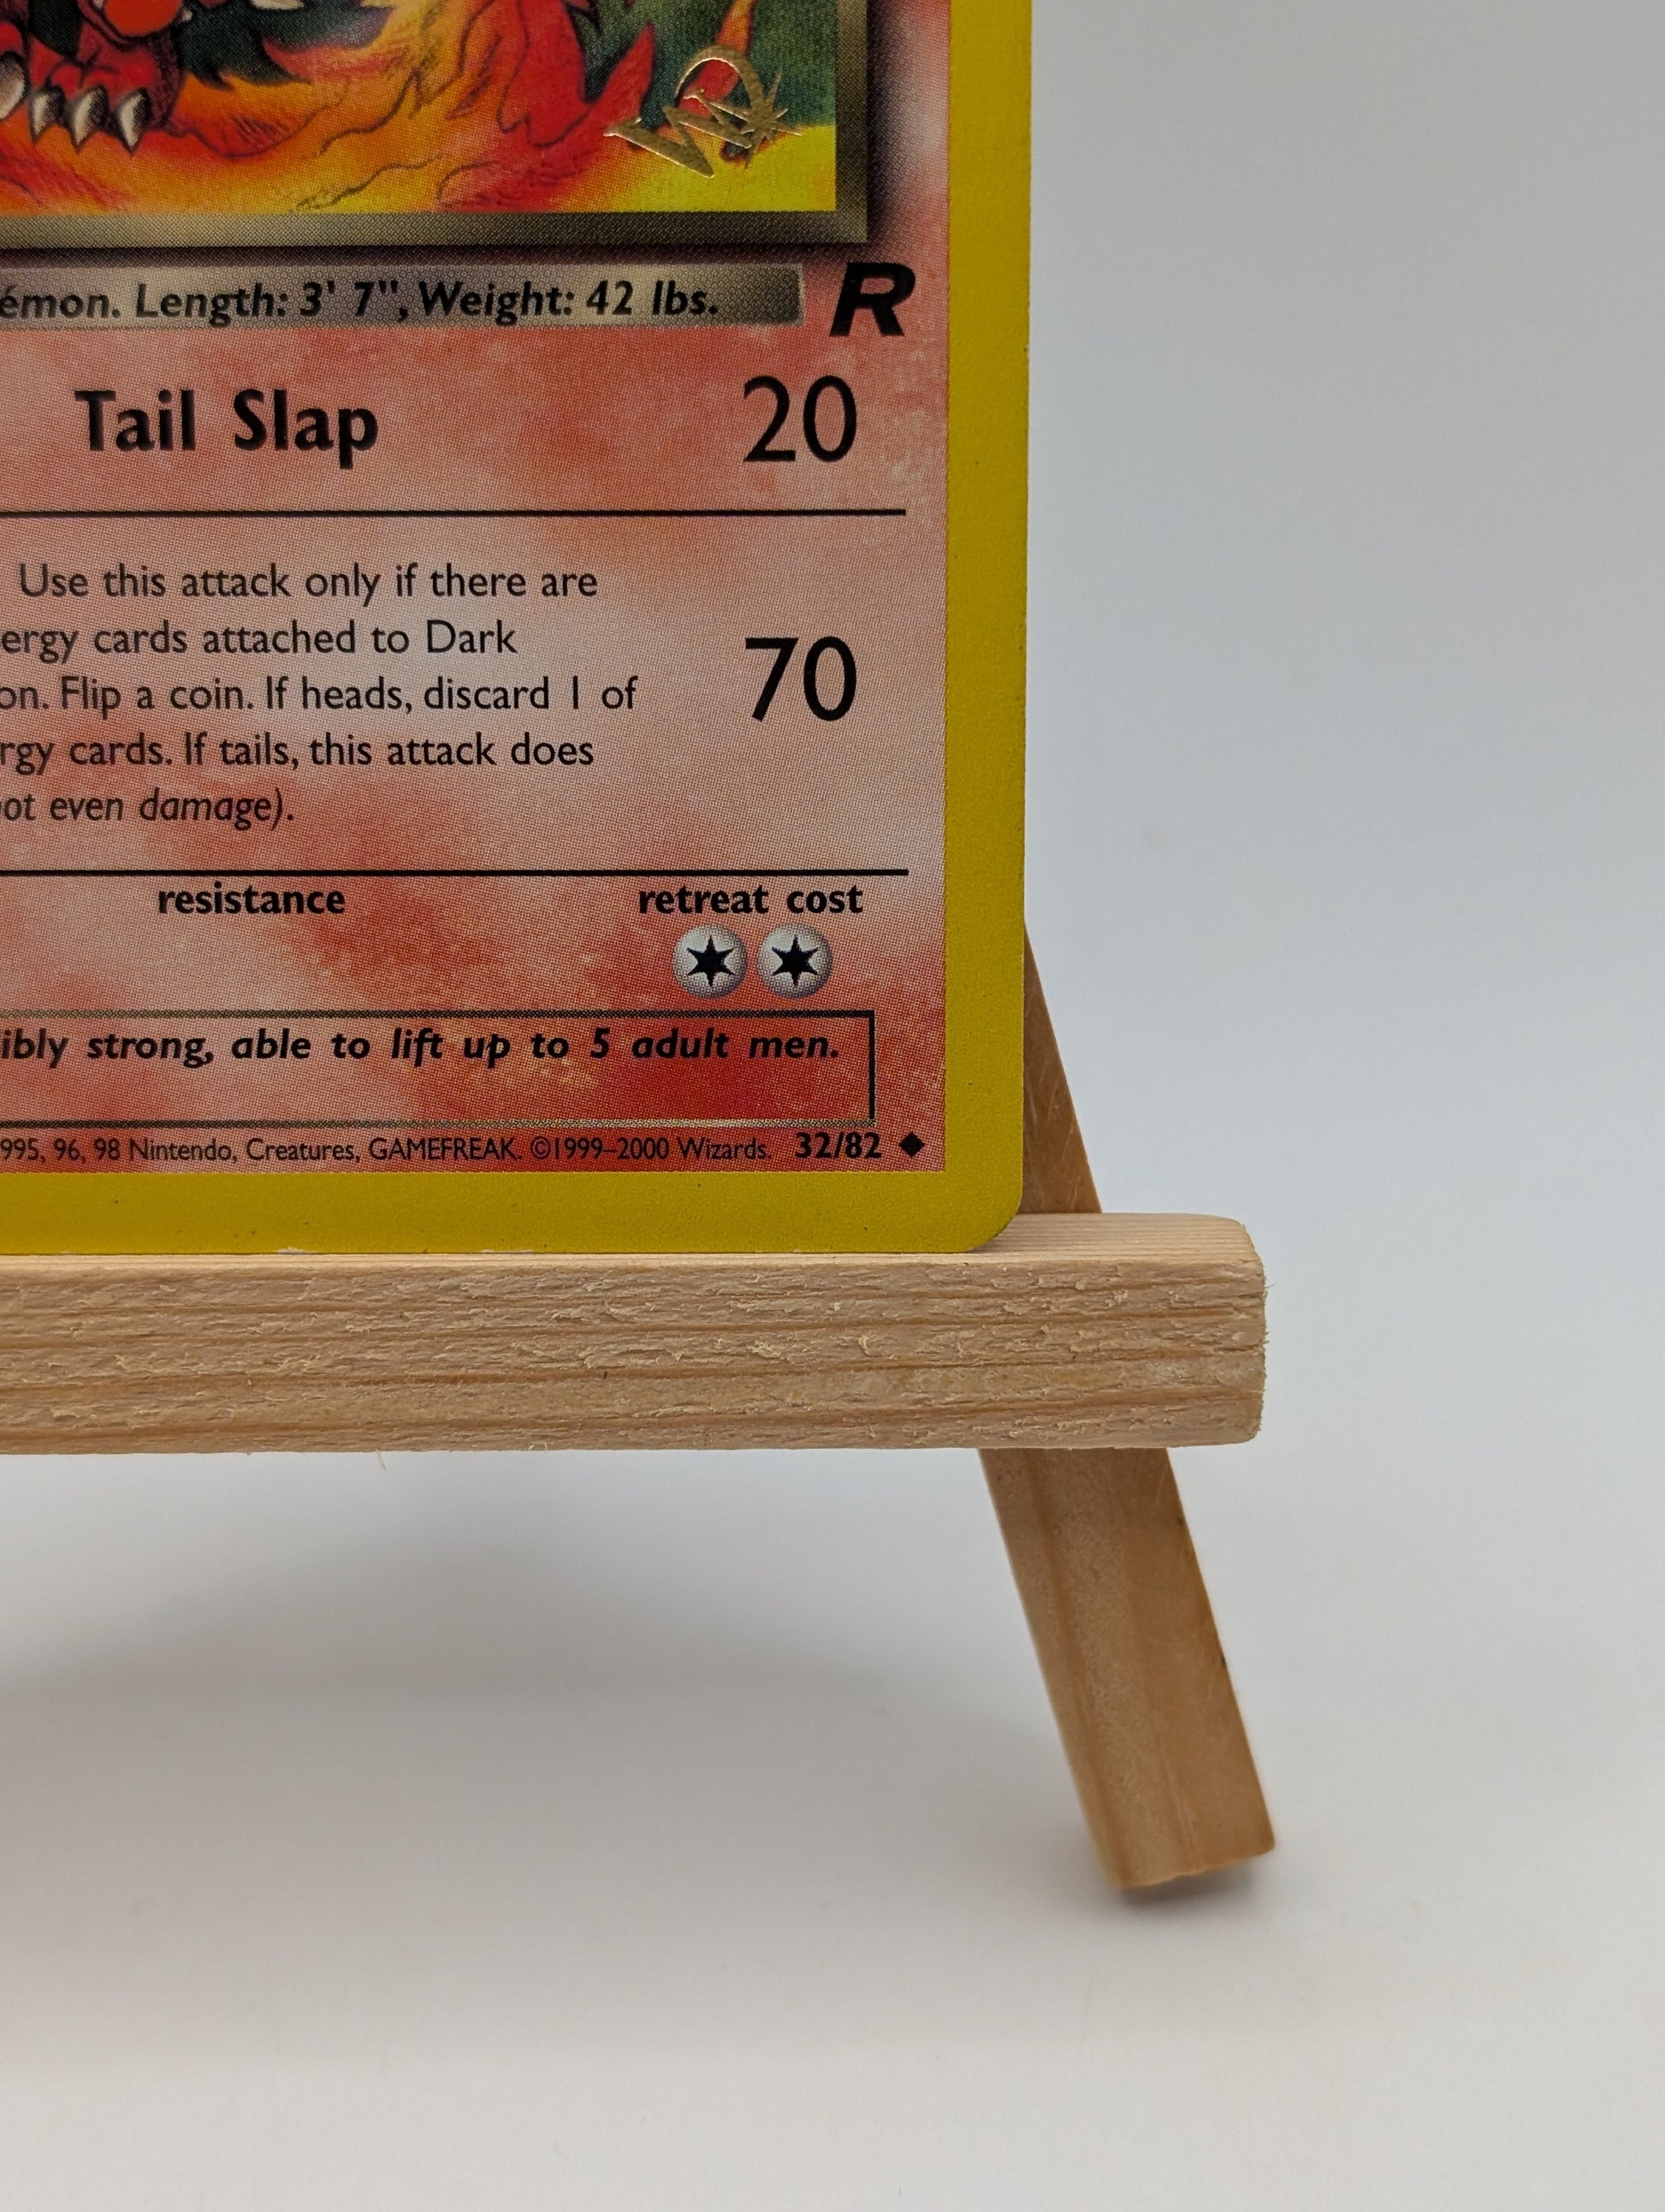 W
émon. Length: 3' 7", Weight: 42 lbs.
R
Tail Slap 20
Use this attack only if there are
ergy cards attached to Dark
on. Flip a coin. If heads, discard 1 of
70
rgy cards. If tails, this attack does
ot even damage).
resistance retreat cost
ibly strong, able to lift up to 5 adult men.
995, 96, 98 Nintendo, Creatures, GAMEFREAK. ©1999–2000 Wizards. 32/82